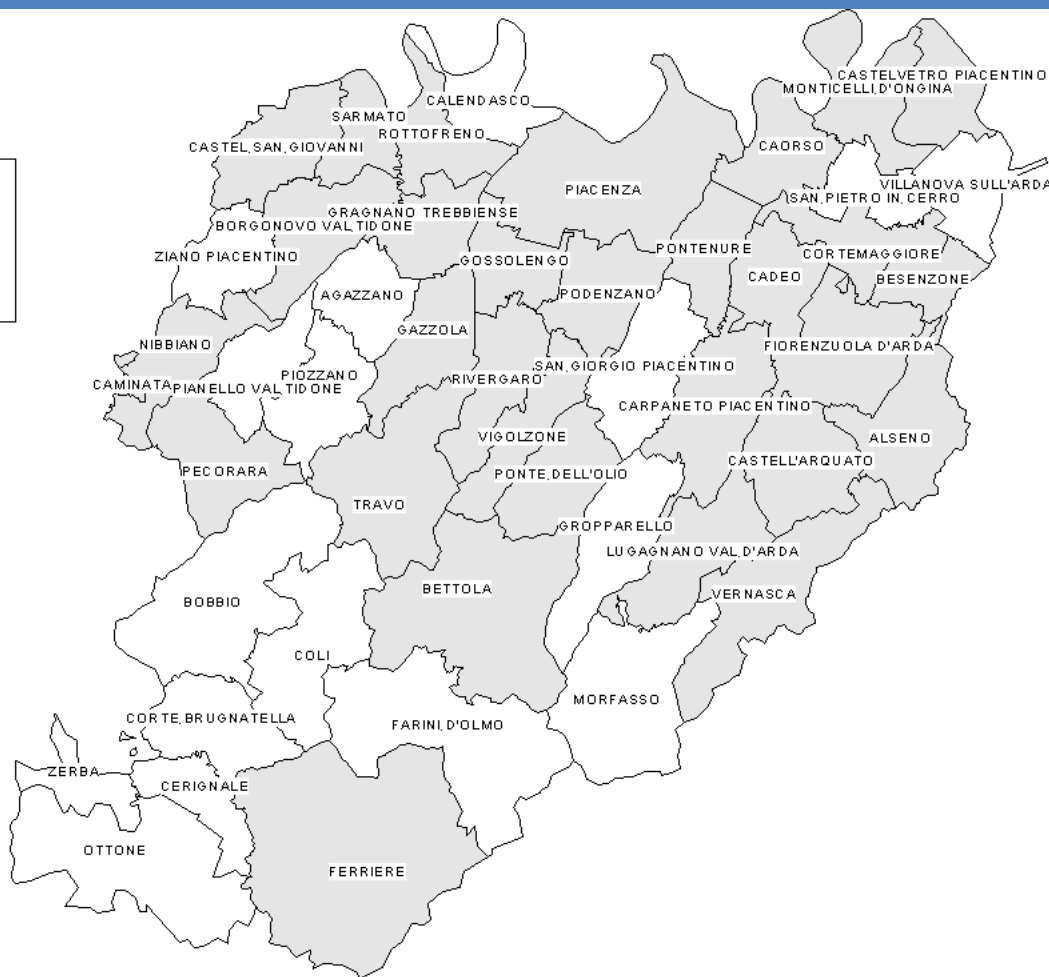 CASTELVETRO PIACENTINO
MONTICELLI D'ONGINA
CALENDASCO
SARMATO
ROTTOFRENO
CASTEL SAN GIOVANNI
CAORSO
PIACENZA
VILLANOVA SULL'ARDA
SAN PIETRO IN CERRO
GRAGNANO TREBBIENSE
BORGONOVO VAL TIDONE
ZIANO PIACENTINO
GOSSOLENGO
PONTENURE
CORTEMAGGIORE
CADEO
BESENZONE
AGAZZANO
PODENZANO
GAZZOLA
NIBBIANO
FIORENZUOLA D'ARDA
PIOZZANO
SAN GIORGIO PIACENTINO
RIVERGARO
CAMINATA
PIANELLO VAL TIDONE
CARPANETO PIACENTINO
VIGOLZONE
ALSENO
CASTELL'ARQUATO
PECORARA
PONTE DELL'OLIO
TRAVO
GROPPARELLO
LUGAGNANO VAL D'ARDA
BETTOLA
VERNASCA
BOBBIO
COLI
MORFASSO
CORTE BRUGNATELLA
FARINI D'OLMO
ZERBA
CERIGNALE
OTTONE
FERRIERE